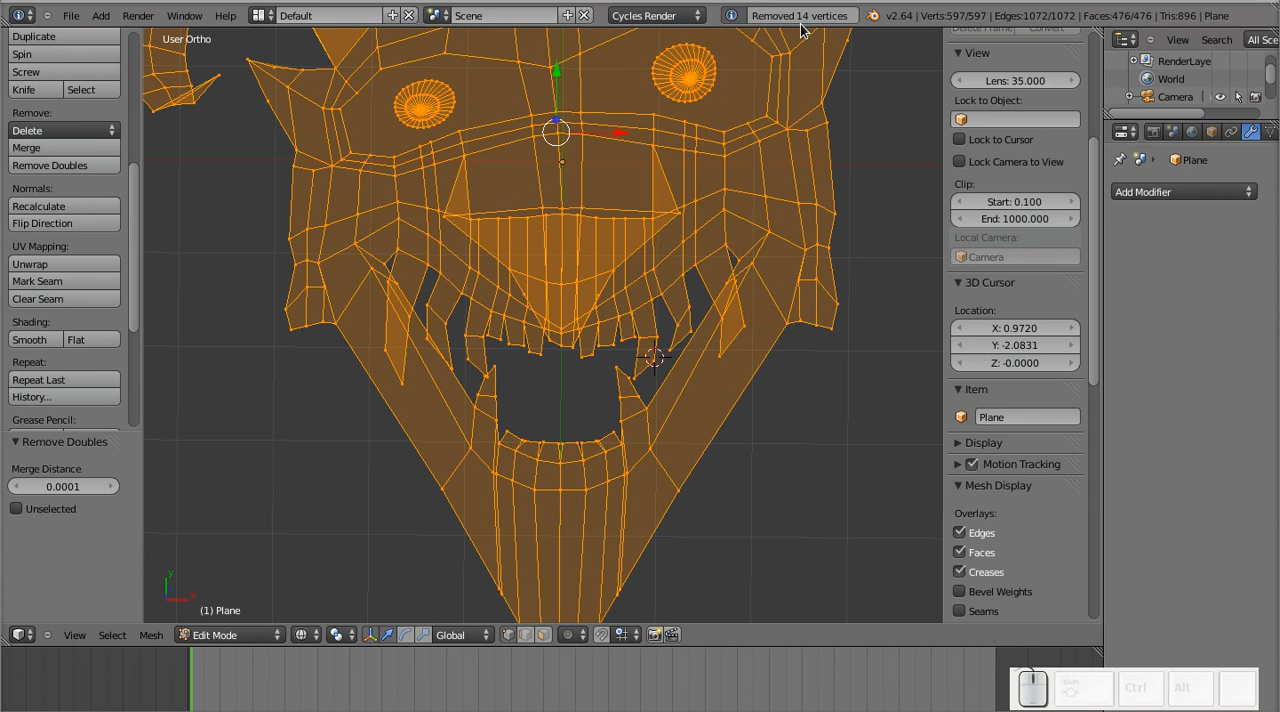 File Add Render Window Help Default Scene Cycles Render Removed 14 vertices v2.64 | Verts:597/597 | Edges:1072/1072 | Faces:476/476 | Tris:896 | Plane
Duplicate
Spin
Screw
Knife Select
Remove:
Delete
Merge
Remove Doubles
Normals:
Recalculate
Flip Direction
UV Mapping:
Unwrap
Mark Seam
Clear Seam
Shading:
Smooth Flat
Repeat:
Repeat Last
History...
Grease Pencil:
Remove Doubles
Merge Distance
0.0001
Unselected
User Ortho
y
x
(1) Plane
View Select Mesh Edit Mode Global
Delete Frame Convert
View
Lens: 35.000
Lock to Object:
Lock to Cursor
Lock Camera to View
Clip:
Start: 0.100
End: 1000.000
Local Camera:
Camera
3D Cursor
Location:
X: 0.9720
Y: -2.0831
Z: -0.0000
Item
Plane
Display
Motion Tracking
Mesh Display
Overlays:
Edges
Faces
Creases
Bevel Weights
Seams
View Search All Sce
RenderLaye
World
Camera
Plane
Add Modifier
Ctrl Alt